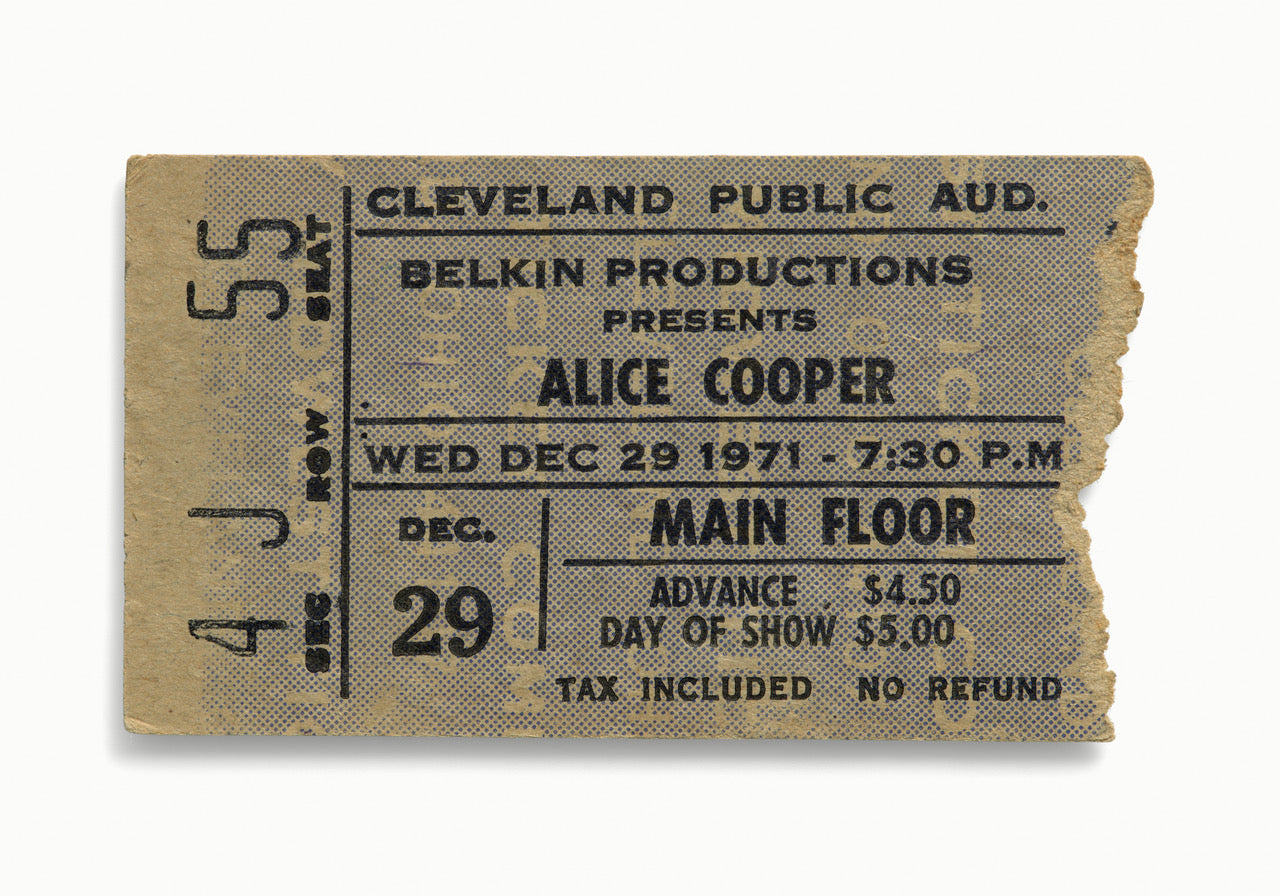 CLEVELAND PUBLIC AUD.
BELKIN PRODUCTIONS
PRESENTS
ALICE COOPER
WED DEC 29 1971 - 7:30 P.M
DEC.
29
MAIN FLOOR
ADVANCE $4.50
DAY OF SHOW $5.00
TAX INCLUDED NO REFUND
4 J 55
SEC ROW SEAT